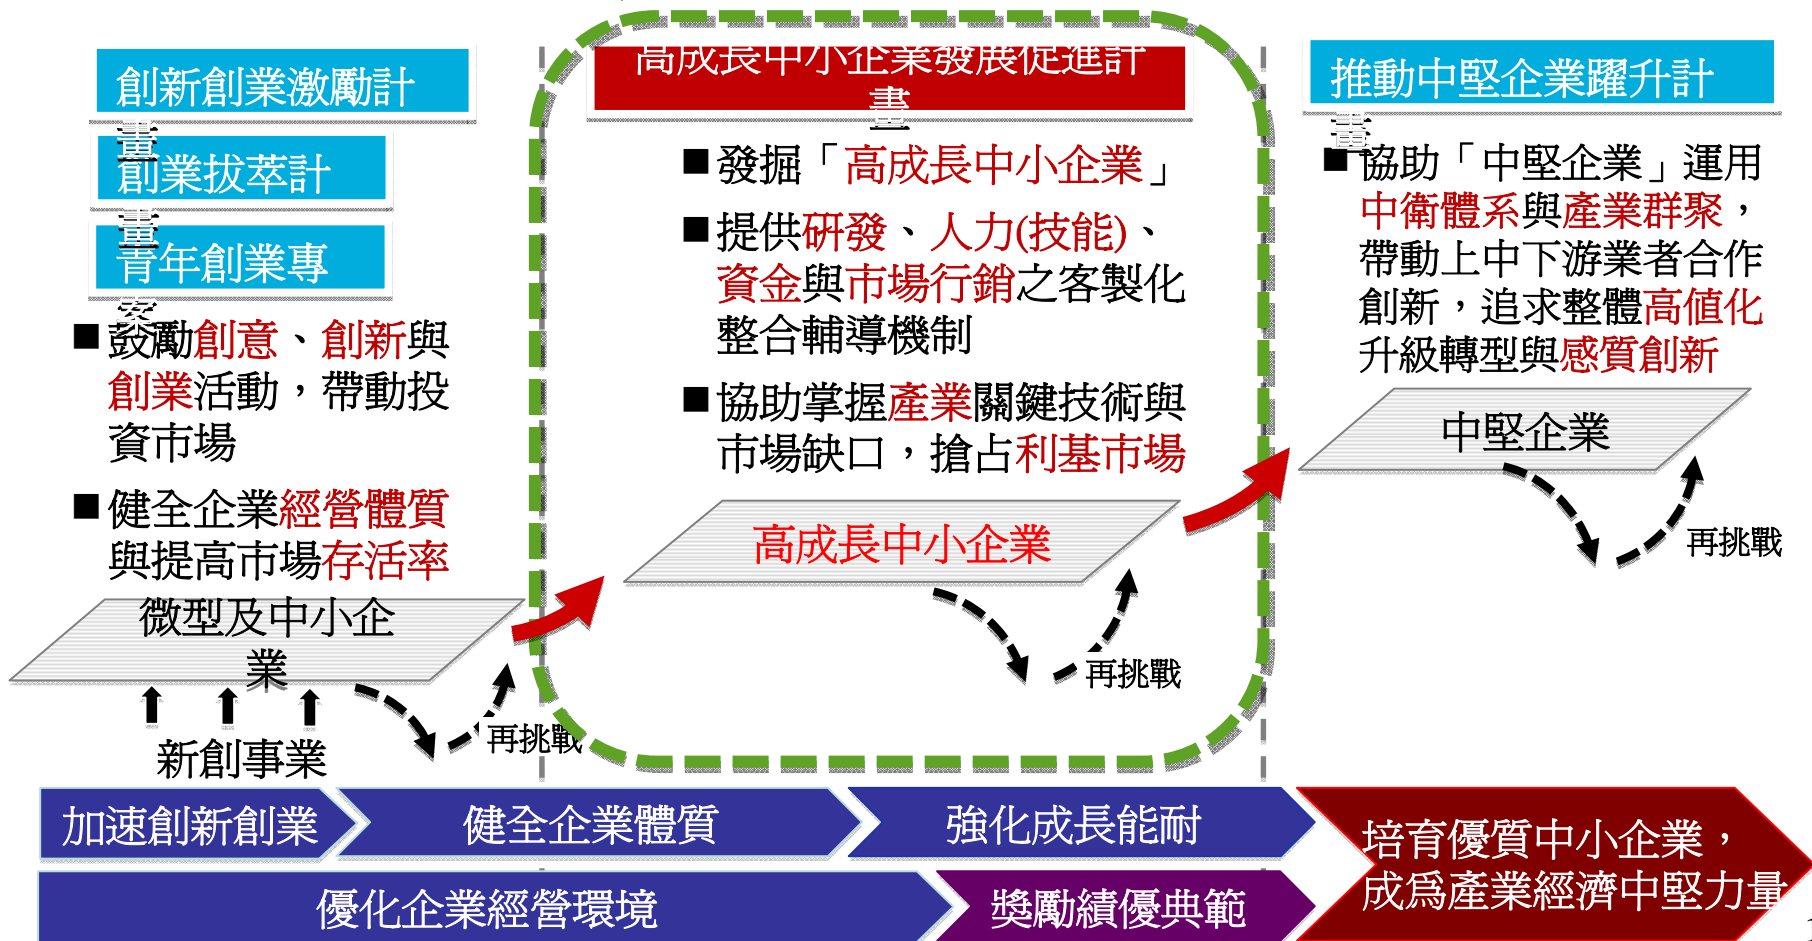 創新創業激勵計
畫
創業拔萃計
畫
青年創業專
案
■鼓勵創意、創新與
創業活動，帶動投
資市場
■健全企業經營體質
與提高市場存活率
微型及中小企
業
新創事業
再挑戰
高成長中小企業發展促進計
畫
■發掘「高成長中小企業」
■提供研發、人力(技能)、
資金與市場行銷之客製化
整合輔導機制
■協助掌握產業關鍵技術與
市場缺口，搶占利基市場
高成長中小企業
再挑戰
推動中堅企業躍升計
畫
■協助「中堅企業」運用
中衛體系與產業群聚，
帶動上中下游業者合作
創新，追求整體高值化
升級轉型與感質創新
中堅企業
再挑戰
加速創新創業
健全企業體質
強化成長能耐
優化企業經營環境
獎勵績優典範
培育優質中小企業，
成為產業經濟中堅力量